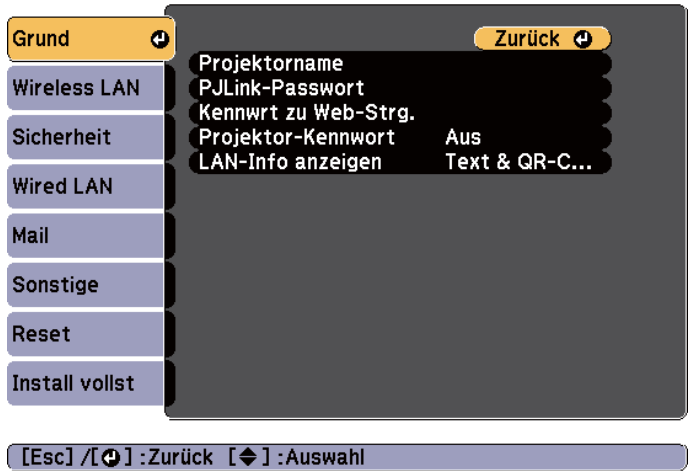 Grund
Wireless LAN
Sicherheit
Wired LAN
Mail
Sonstige
Reset
Install vollst
Zurück
Projektorname
PJLink-Passwort
Kennwrt zu Web-Strg.
Projektor-Kennwort Aus
LAN-Info anzeigen Text & QR-C...
[Esc] /[ ] :Zurück [ ] :Auswahl